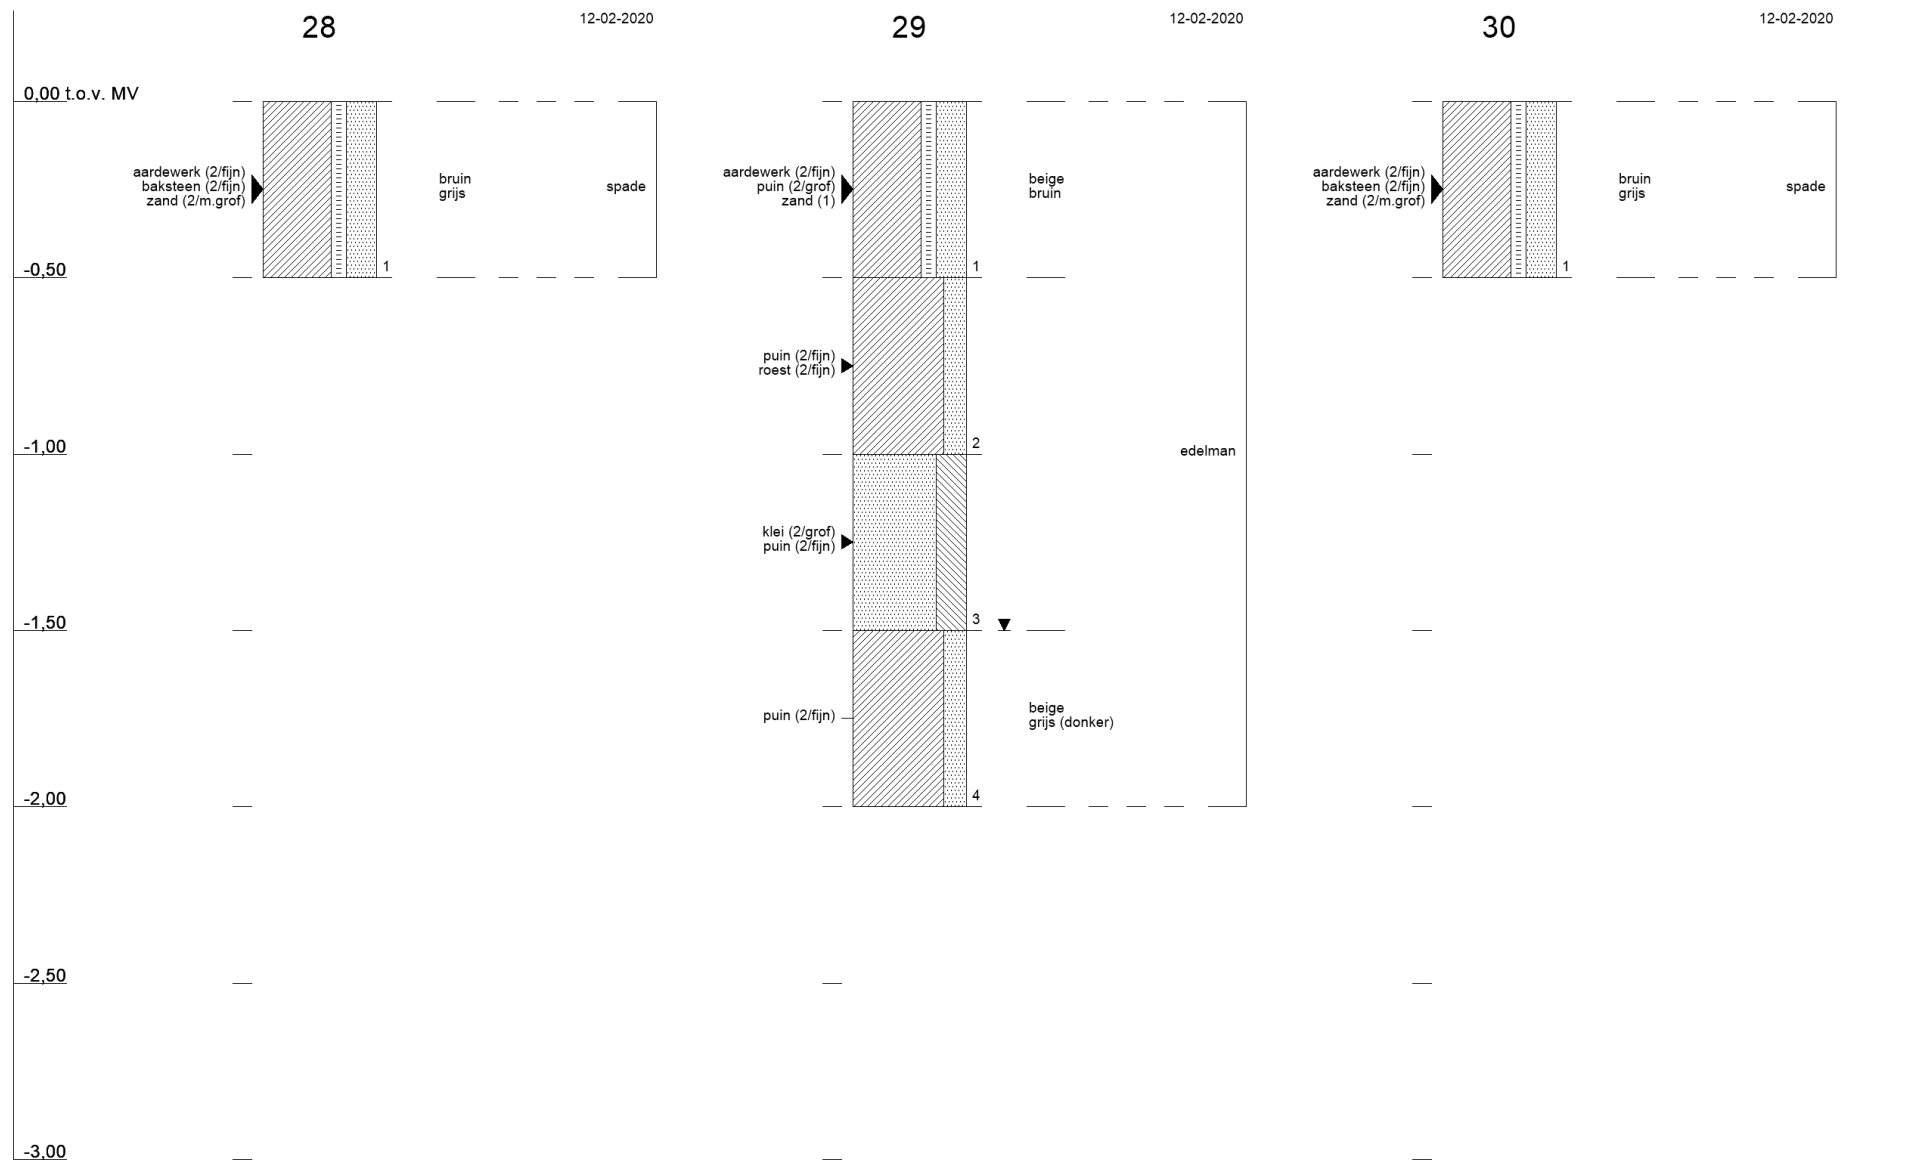 28
12-02-2020
29
12-02-2020
30
12-02-2020
0,00 t.o.v. MV
-0,50
-1,00
-1,50
-2,00
-2,50
-3,00
aardewerk (2/fijn)
baksteen (2/fijn)
zand (2/m.grof)
1
bruin
grijs
spade
aardewerk (2/fijn)
puin (2/grof)
zand (1)
1
beige
bruin
puin (2/fijn)
roest (2/fijn)
2
edelman
klei (2/grof)
puin (2/fijn)
3
puin (2/fijn)
beige
grijs (donker)
4
aardewerk (2/fijn)
baksteen (2/fijn)
zand (2/m.grof)
1
bruin
grijs
spade